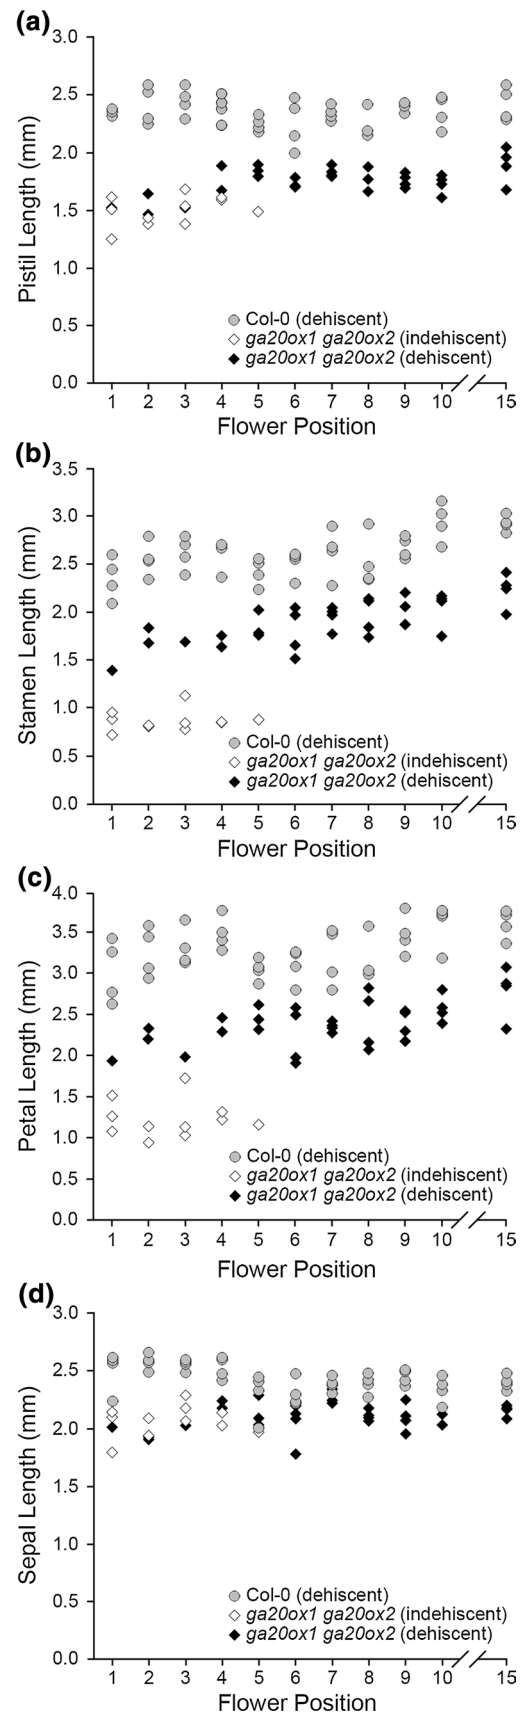 (a)
3.0
2.5
2.0
1.5
1.0
0.5
0.0
Pistil Length (mm)
Col-0 (dehiscent)
ga20ox1 ga20ox2 (indehiscent)
ga20ox1 ga20ox2 (dehiscent)
1 2 3 4 5 6 7 8 9 10 15
Flower Position
(b)
3.5
3.0
2.5
2.0
1.5
1.0
0.5
0.0
Stamen Length (mm)
Col-0 (dehiscent)
ga20ox1 ga20ox2 (indehiscent)
ga20ox1 ga20ox2 (dehiscent)
1 2 3 4 5 6 7 8 9 10 15
Flower Position
(c)
4.0
3.5
3.0
2.5
2.0
1.5
1.0
0.5
0.0
Petal Length (mm)
Col-0 (dehiscent)
ga20ox1 ga20ox2 (indehiscent)
ga20ox1 ga20ox2 (dehiscent)
1 2 3 4 5 6 7 8 9 10 15
Flower Position
(d)
3.0
2.5
2.0
1.5
1.0
0.5
0.0
Sepal Length (mm)
Col-0 (dehiscent)
ga20ox1 ga20ox2 (indehiscent)
ga20ox1 ga20ox2 (dehiscent)
1 2 3 4 5 6 7 8 9 10 15
Flower Position